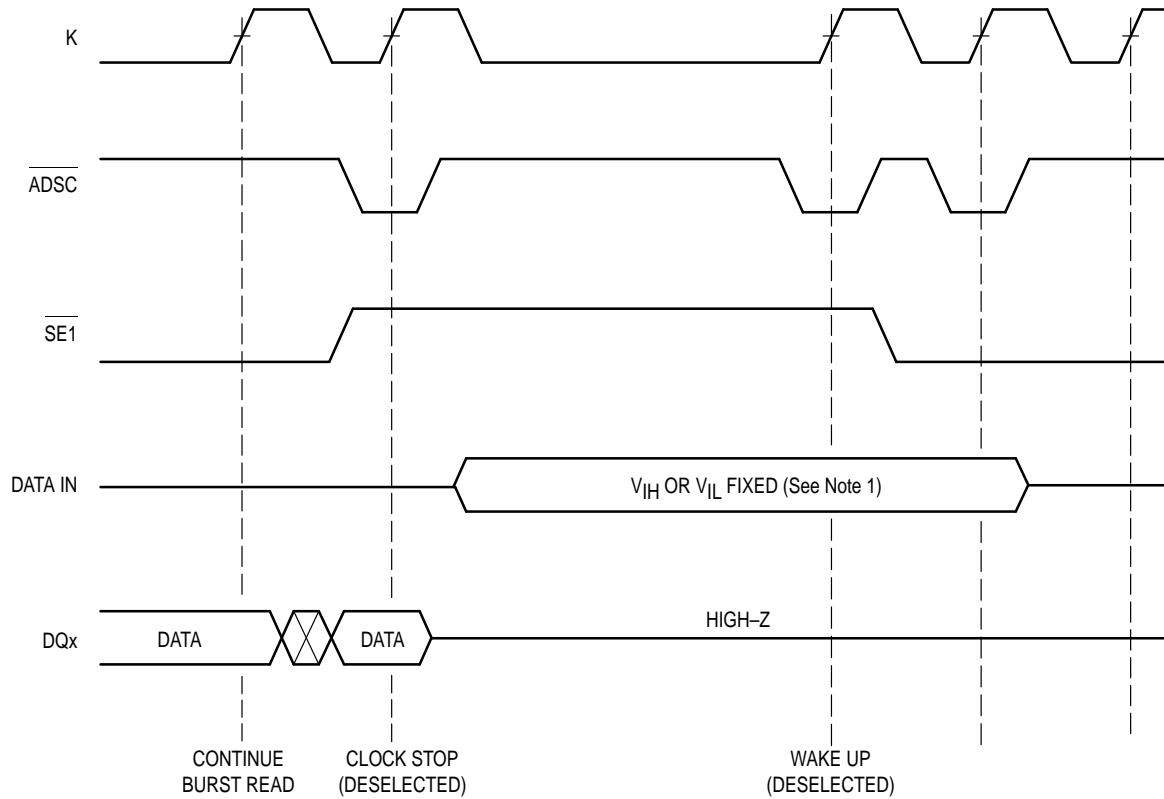 K
ADSC
SE1
DATA IN
VIH OR VIL FIXED (See Note 1)
DQx
DATA
DATA
HIGH–Z
CONTINUE
BURST READ
CLOCK STOP
(DESELECTED)
WAKE UP
(DESELECTED)